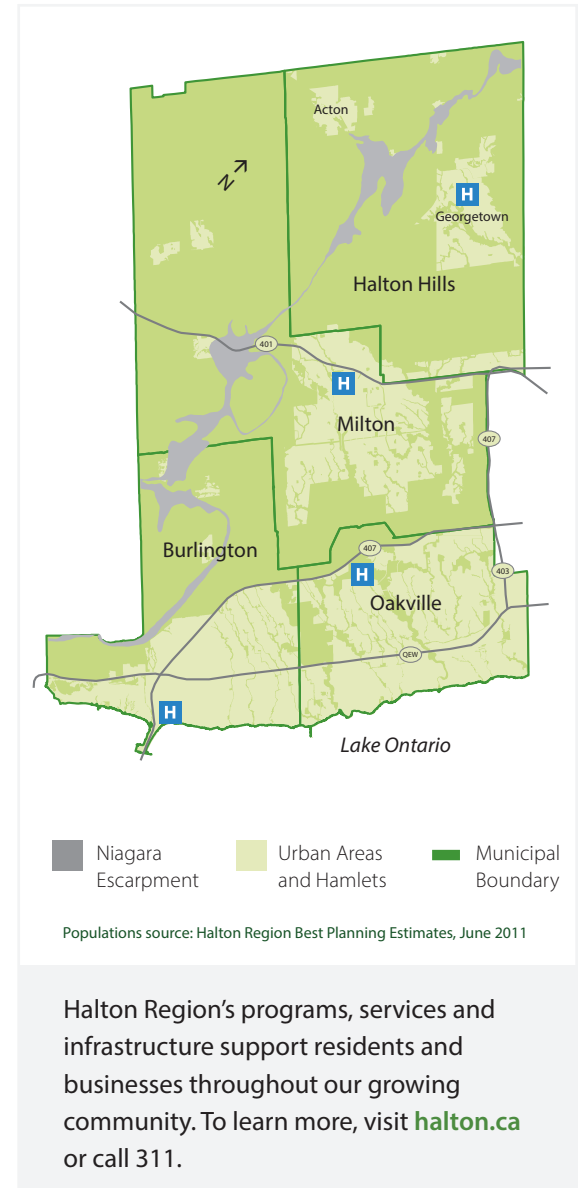 Acton
N
H
Georgetown
Halton Hills
401
H
Milton
407
Burlington
407
H
403
Oakville
QEW
H
Lake Ontario
Niagara
Escarpment
Urban Areas
and Hamlets
Municipal
Boundary
Populations source: Halton Region Best Planning Estimates, June 2011
Halton Region’s programs, services and
infrastructure support residents and
businesses throughout our growing
community. To learn more, visit halton.ca
or call 311.